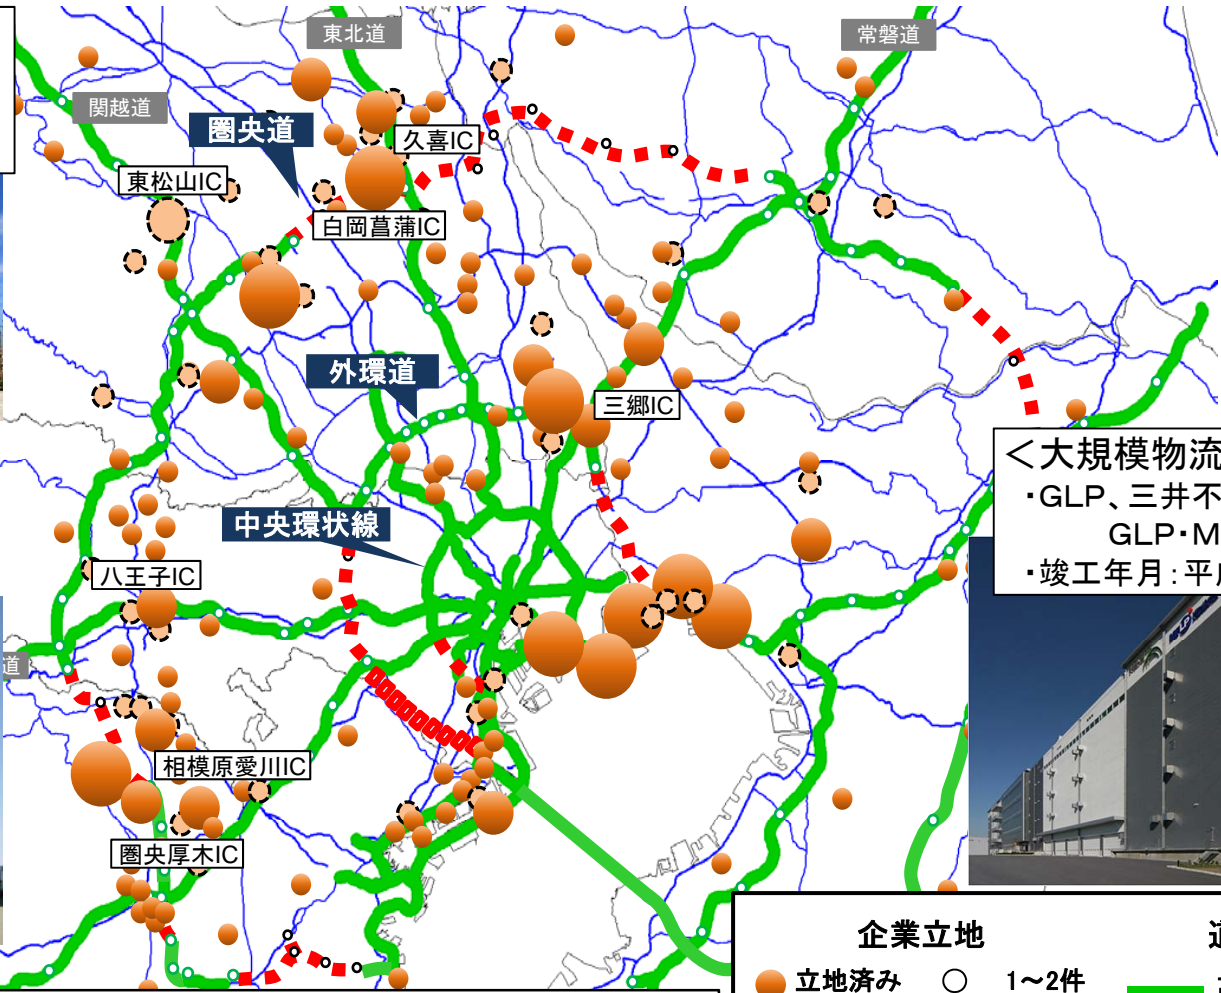 東北道
常磐道
関越道
圏央道
久喜IC
東松山IC
白岡菖蒲IC
外環道
三郷IC
＜大規模物流
・GLP、三井不
GLP・M
・竣工年月：平
中央環状線
八王子IC
道
相模原愛川IC
圏央厚木IC
企業立地
立地済み ○ 1～2件